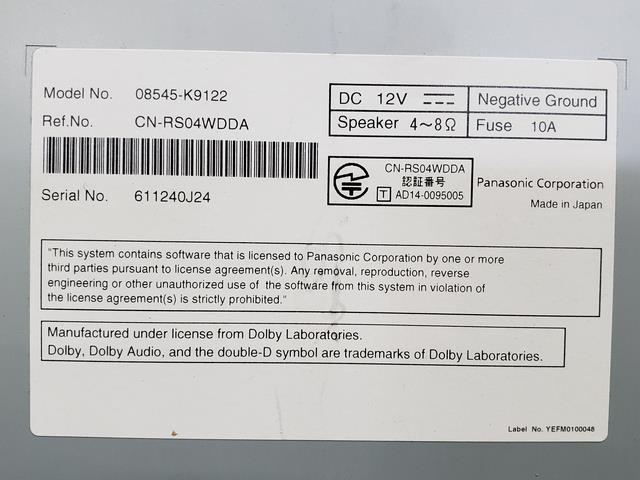 Model No. 08545-K9122
Ref.No. CN-RS04WDDA
Serial No. 611240J24
DC 12V
Negative Ground
Speaker 4~8Ω
Fuse 10A
CN-RS04WDDA
認証番号
T AD14-0095005
Panasonic Corporation
Made in Japan
"This system contains software that is licensed to Panasonic Corporation by one or more
third parties pursuant to license agreement(s). Any removal, reproduction, reverse
engineering or other unauthorized use of the software from this system in violation of
the license agreement(s) is strictly prohibited."
Manufactured under license from Dolby Laboratories.
Dolby, Dolby Audio, and the double-D symbol are trademarks of Dolby Laboratories.
Label No. YEFM0100048